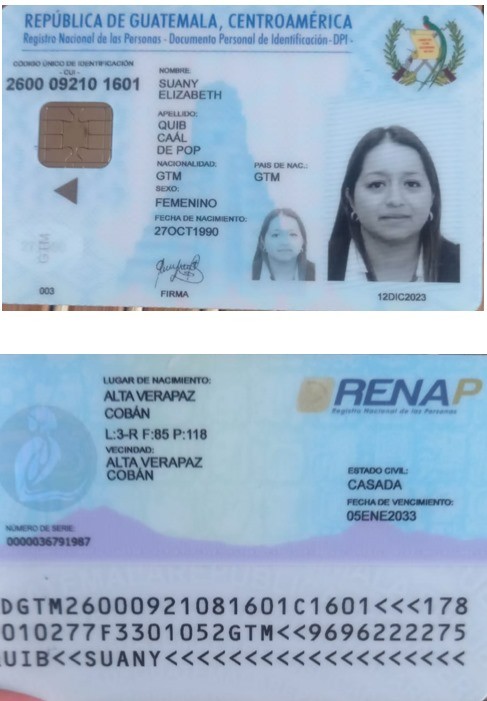 REPÚBLICA DE GUATEMALA, CENTROAMÉRICA
Registro Nacional de las Personas - Documento Personal de Identificación -DPI-
CÓDIGO ÚNICO DE IDENTIFICACIÓN
- CUI -
2600 09210 1601
NOMBRE:
SUANY
ELIZABETH
APELLIDO:
QUIB
CAÁL
DE POP
NACIONALIDAD:
GTM
PAIS DE NAC.:
GTM
SEXO:
FEMENINO
FECHA DE NACIMIENTO:
27OCT1990
GTM
003
FIRMA
12DIC2023
LUGAR DE NACIMIENTO:
ALTA VERAPAZ
COBÁN
L:3-R F:85 P:118
VECINDAD:
ALTA VERAPAZ
COBÁN
RENAP
Registro Nacional de las Personas
ESTADO CIVIL:
CASADA
FECHA DE VENCIMIENTO:
05ENE2033
NÚMERO DE SERIE:
0000036791987
DGTM26000921081601C1601<<<178
010277F3301052GTM<<9696222275
UIB<<SUANY<<<<<<<<<<<<<<<<<<<